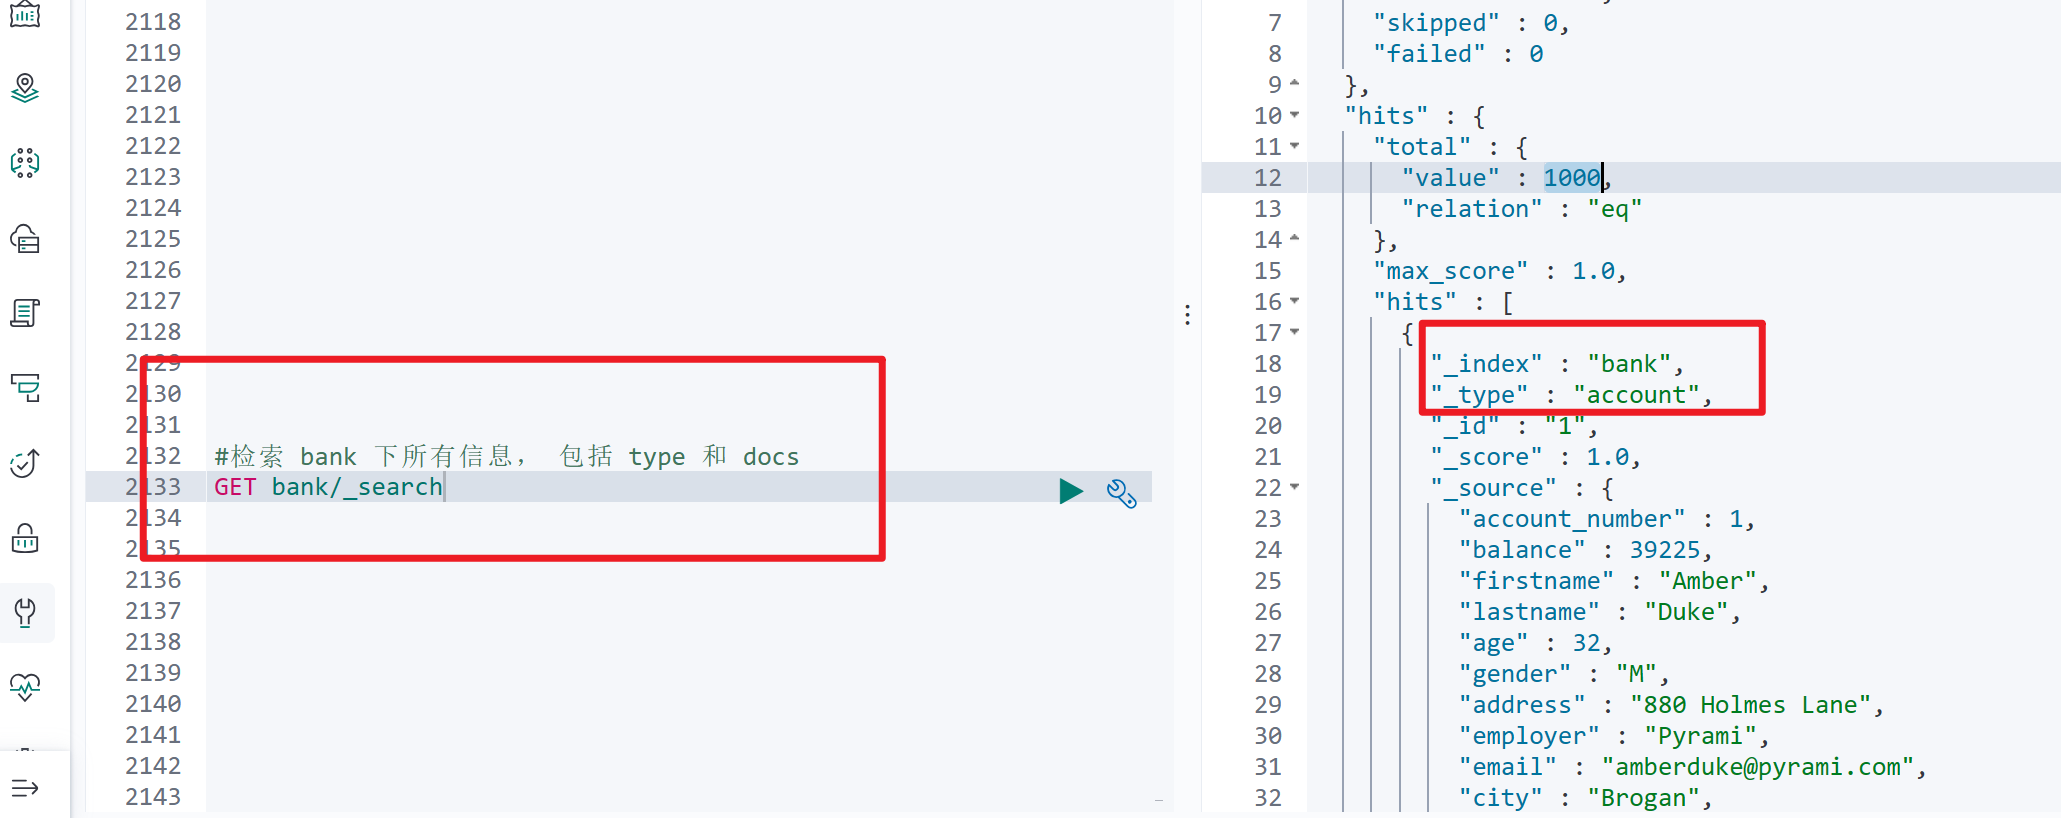 2118
2119
2120
2121
2122
2123
2124
2125
2126
2127
2128
2129
2130
2131
2132 #检索 bank 下所有信息， 包括 type 和 docs
2133 GET bank/_search
2134
2135
2136
2137
2138
2139
2140
2141
2142
2143
7 "skipped" : 0,
8 "failed" : 0
9 },
10 "hits" : {
11 "total" : {
12 "value" : 1000,
13 "relation" : "eq"
14 },
15 "max_score" : 1.0,
16 "hits" : [
17 {
18 "_index" : "bank",
19 "_type" : "account",
20 "_id" : "1",
21 "_score" : 1.0,
22 "_source" : {
23 "account_number" : 1,
24 "balance" : 39225,
25 "firstname" : "Amber",
26 "lastname" : "Duke",
27 "age" : 32,
28 "gender" : "M",
29 "address" : "880 Holmes Lane",
30 "employer" : "Pyrami",
31 "email" : "amberduke@pyrami.com",
32 "city" : "Brogan",